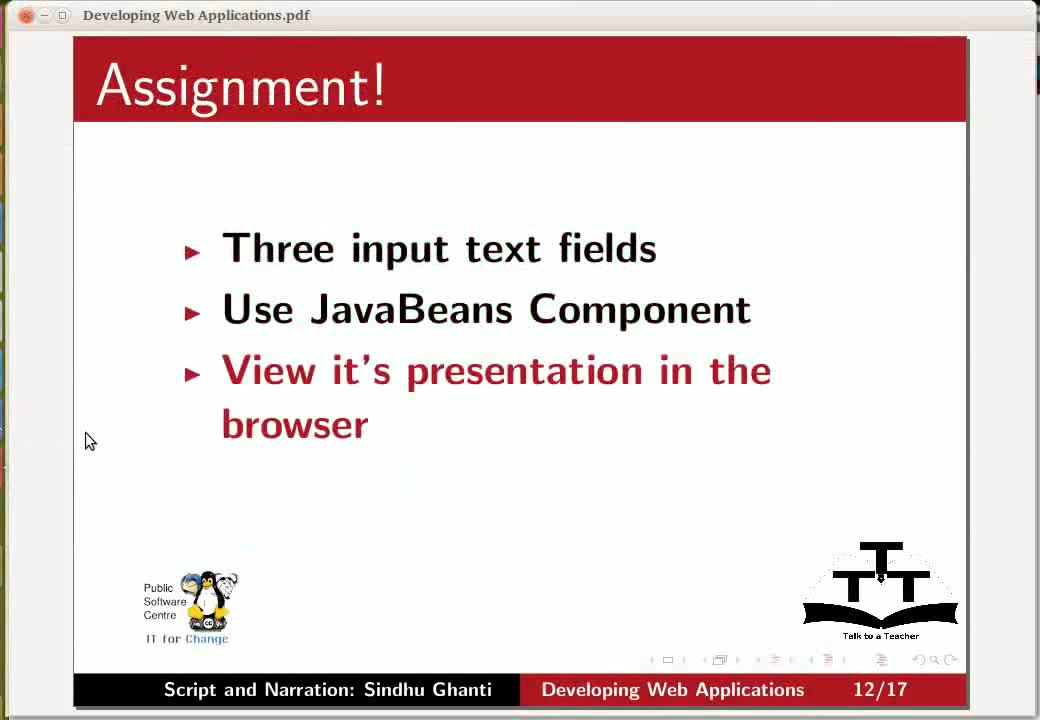 Developing Web Applications.pdf
Assignment!
Three input text fields
Use JavaBeans Component
View it's presentation in the
browser
Public
Software
Centre
IT for Change
T
T T
Talk to a Teacher
Script and Narration: Sindhu Ghanti
Developing Web Applications
12/17